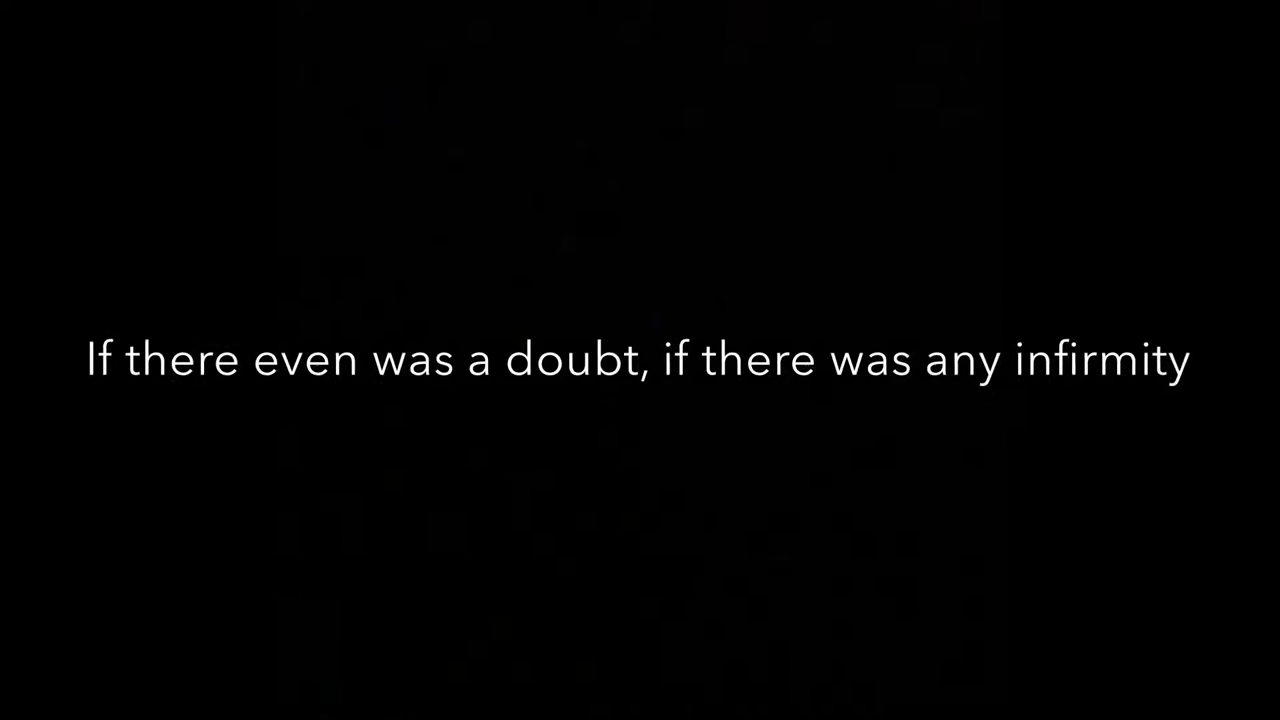 If there even was a doubt, if there was any infirmity